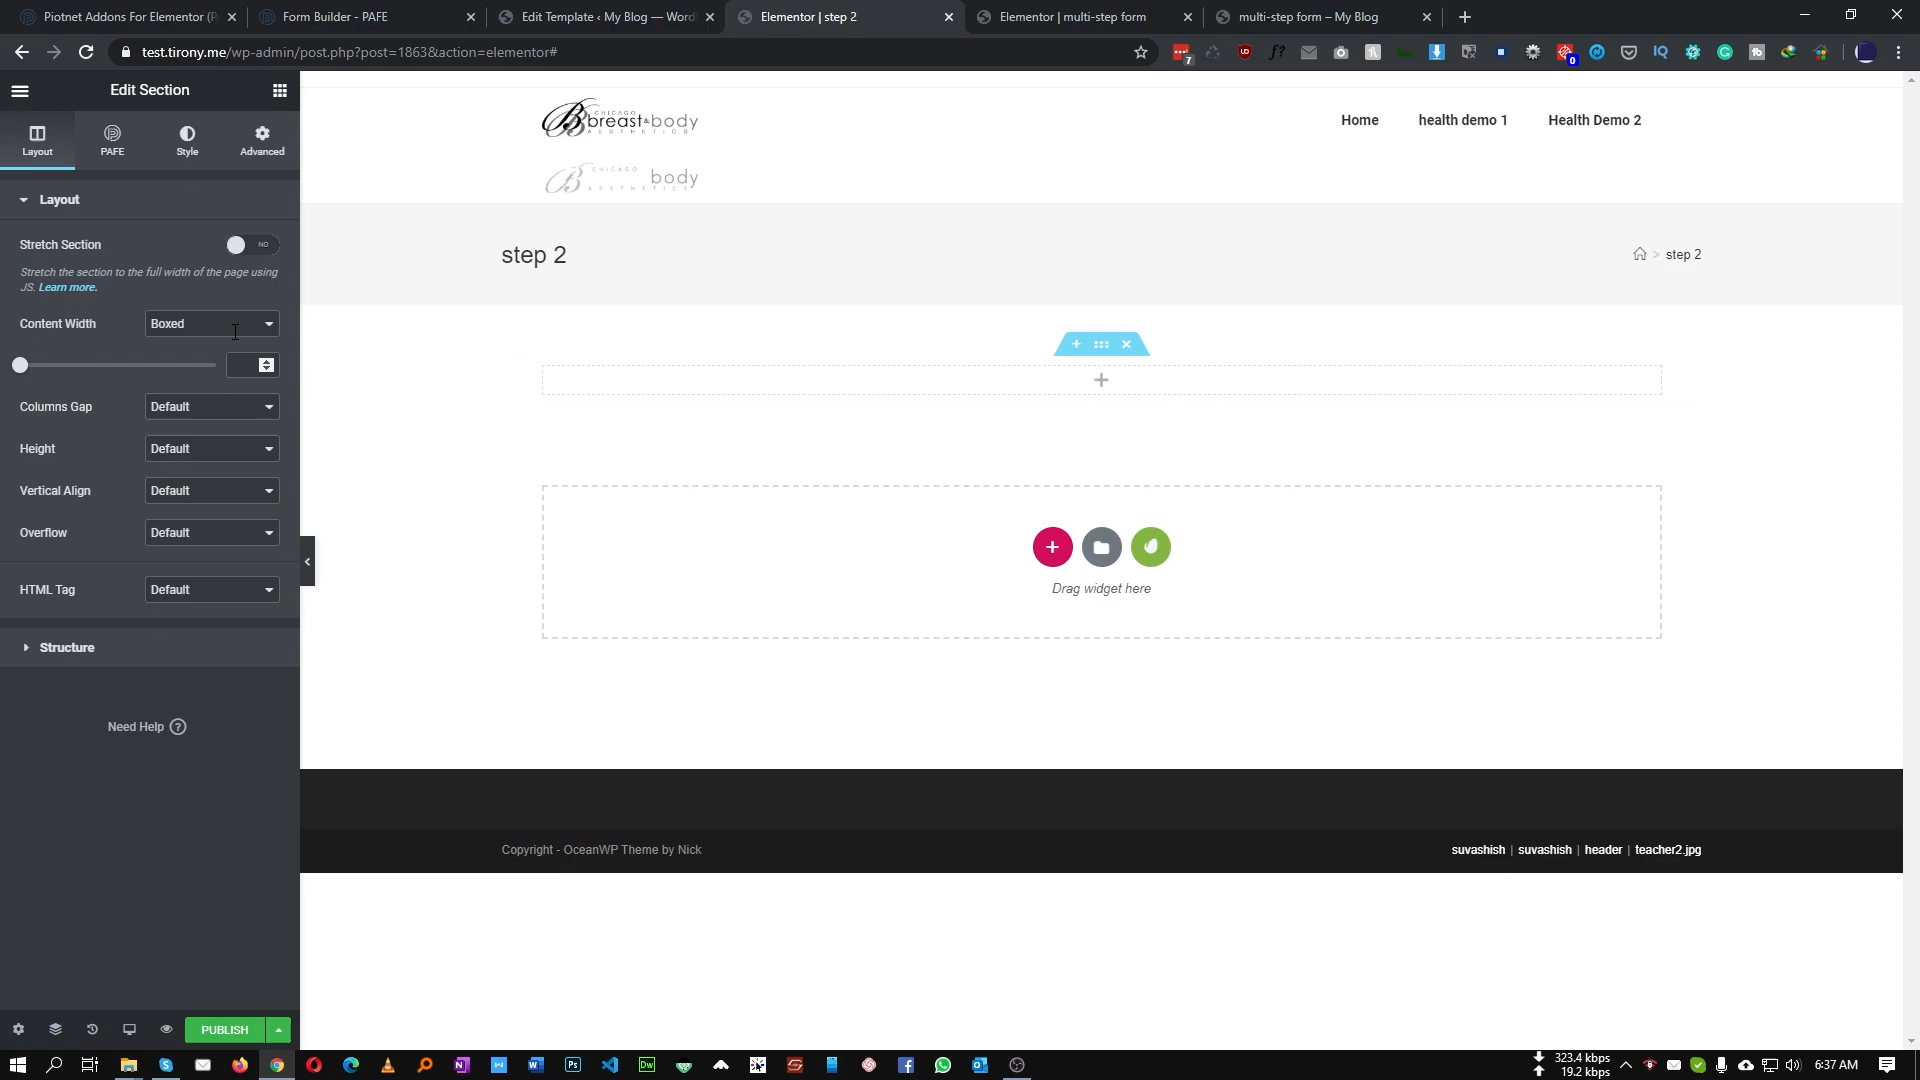 Piotnet Addons For Elementor (P
Form Builder - PAFE
Edit Template ‹ My Blog — Word
Elementor | step 2
Elementor | multi-step form
multi-step form – My Blog
test.tirony.me/wp-admin/post.php?post=1863&action=elementor#
Edit Section
Layout
PAFE
Style
Advanced
Layout
Stretch Section
NO
Stretch the section to the full width of the page using
JS. Learn more.
Content Width
Boxed
Columns Gap
Default
Height
Default
Vertical Align
Default
Overflow
Default
HTML Tag
Default
Structure
Need Help
PUBLISH
CHICAGO
breast&body
AESTHETICS
Home
health demo 1
Health Demo 2
CHICAGO
body
AESTHETICS
step 2
> step 2
Drag widget here
Copyright - OceanWP Theme by Nick
suvashish | suvashish | header | teacher2.jpg
323.4 kbps
19.2 kbps
6:37 AM